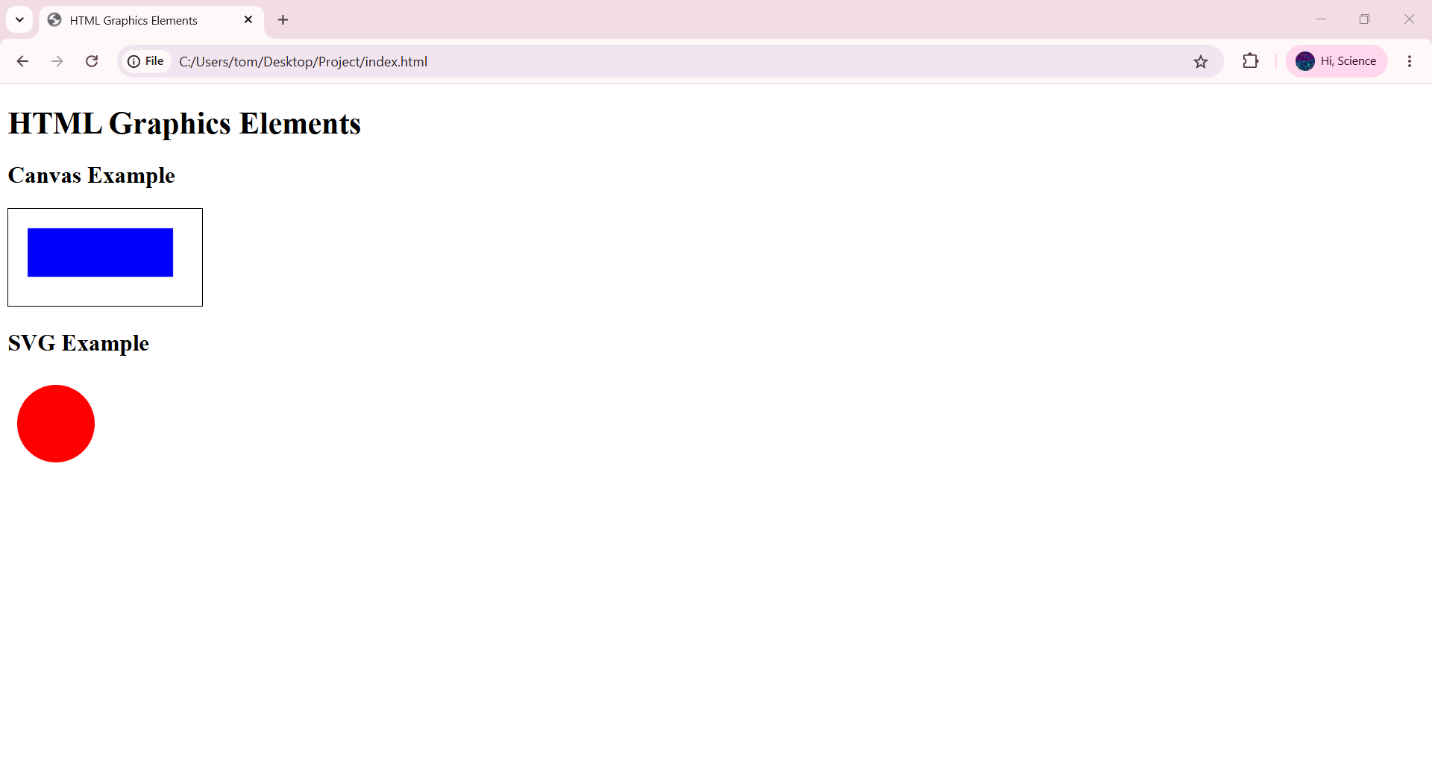 HTML Graphics Elements
File C:/Users/tom/Desktop/Project/index.html Hi, Science
HTML Graphics Elements
Canvas Example
SVG Example